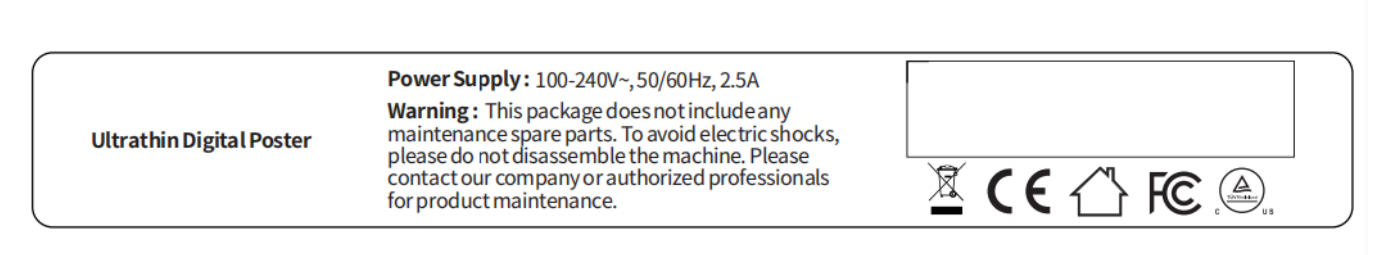 Ultrathin Digital Poster
Power Supply : 100-240V~, 50/60Hz, 2.5A
Warning : This package does not include any
maintenance spare parts. To avoid electric shocks,
please do not disassemble the machine. Please
contact our company or authorized professionals
for product maintenance.
CE FC
C US